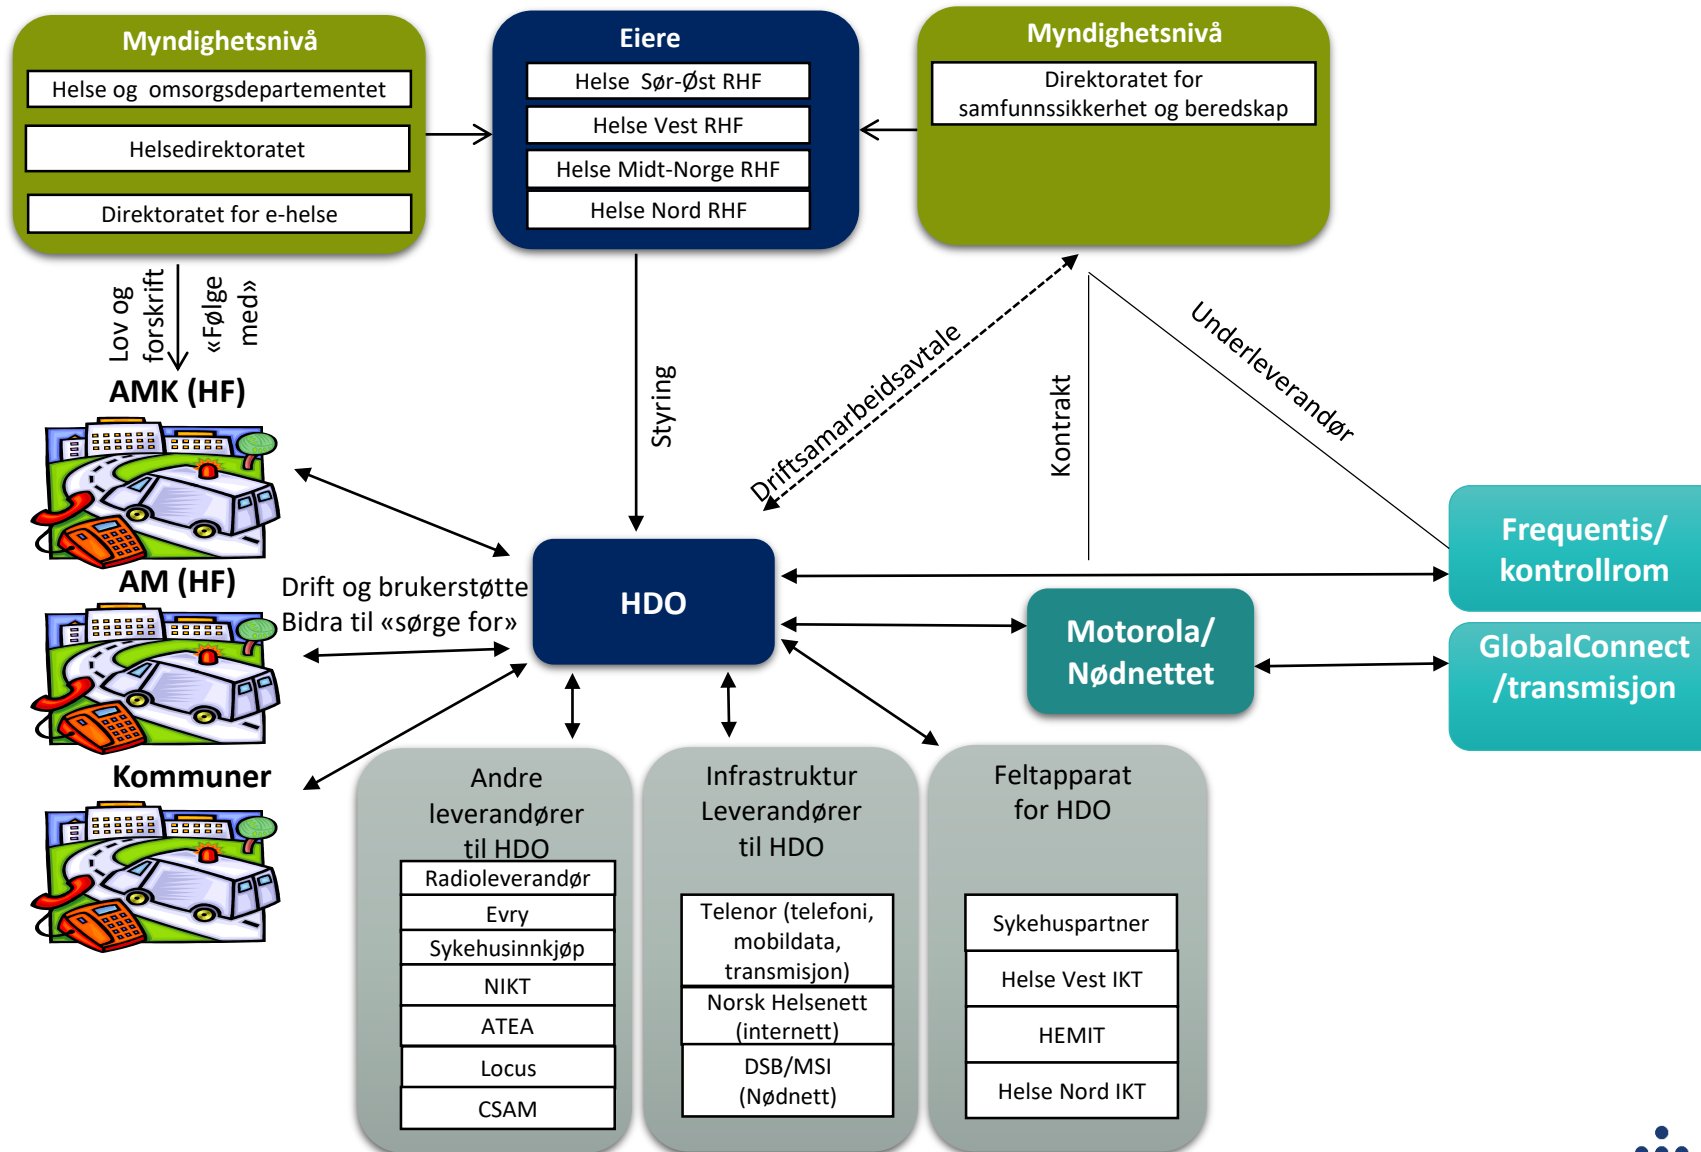 Myndighetsnivå
Helse og omsorgsdepartementet
Helsedirektoratet
Direktoratet for e-helse
Eiere
Helse Sør-Øst RHF
Helse Vest RHF
Helse Midt-Norge RHF
Helse Nord RHF
Myndighetsnivå
Direktoratet for
samfunnssikkerhet og beredskap
Lov og
forskrift
«Følge
med»
Styring
Driftsamarbeidsavtale
Kontrakt
Underleverandør
AMK (HF)
AM (HF)
Kommuner
Drift og brukerstøtte
Bidra til «sørge for»
HDO
Frequentis/
kontrollrom
Motorola/
Nødnettet
GlobalConnect
/transmisjon
Andre
leverandører
til HDO
Radioleverandør
Evry
Sykehusinnkjøp
NIKT
ATEA
Locus
CSAM
Infrastruktur
Leverandører
til HDO
Telenor (telefoni,
mobildata,
transmisjon)
Norsk Helsenett
(internett)
DSB/MSI
(Nødnett)
Feltapparat
for HDO
Sykehuspartner
Helse Vest IKT
HEMIT
Helse Nord IKT